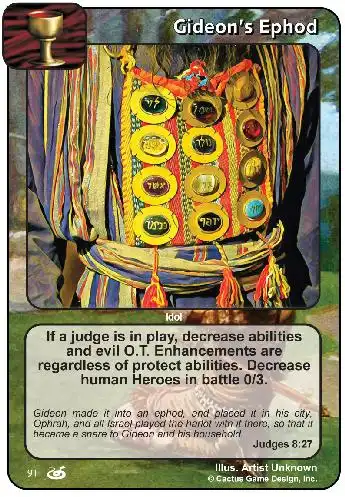 Gideon's Ephod
Idol
If a judge is in play, decrease abilities
and evil O.T. Enhancements are
regardless of protect abilities. Decrease
human Heroes in battle 0/3.
Gideon made it into an ephod, and placed it in his city,
Ophrah, and all Israel played the harlot with it there, so that it
became a snare to Gideon and his household.
Judges 8:27
91
Illus. Artist Unknown
© Cactus Game Design, Inc.